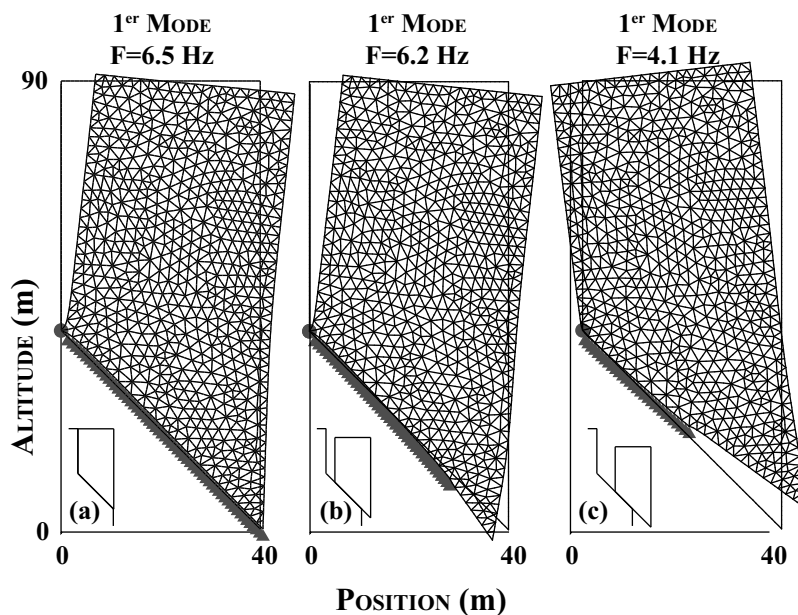 1er MODE 1er MODE 1er MODE
F=6.5 Hz F=6.2 Hz F=4.1 Hz
90
ALTITUDE (m)
(a) (b) (c)
0
0 40 0 40 0 40
POSITION (m)